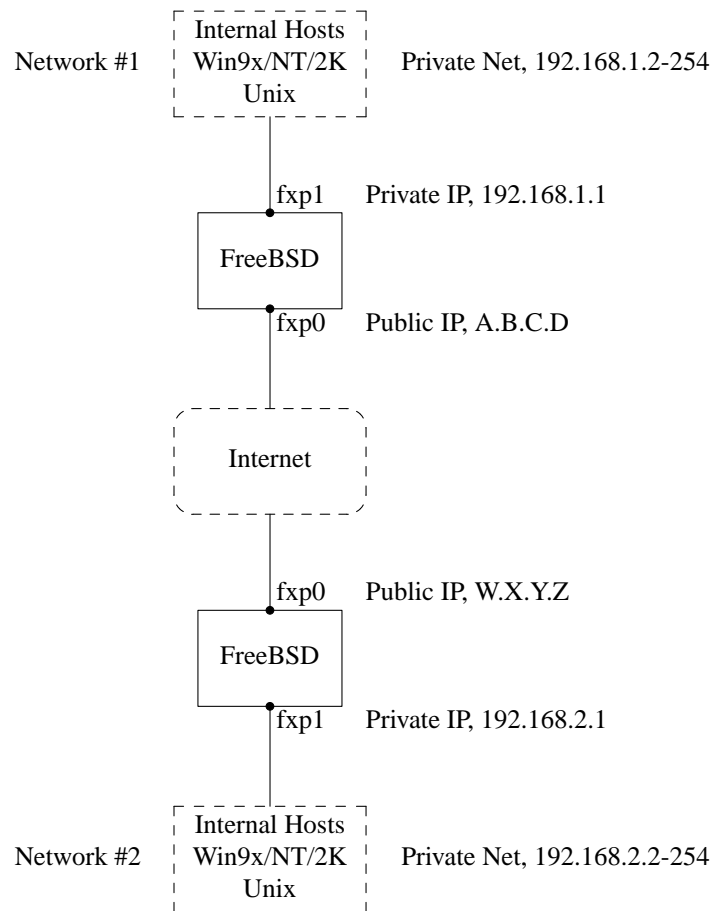 Internal Hosts
Network #1 Win9x/NT/2K Private Net, 192.168.1.2-254
Unix
fxp1 Private IP, 192.168.1.1
FreeBSD
fxp0 Public IP, A.B.C.D
Internet
fxp0 Public IP, W.X.Y.Z
FreeBSD
fxp1 Private IP, 192.168.2.1
Internal Hosts
Network #2 Win9x/NT/2K Private Net, 192.168.2.2-254
Unix